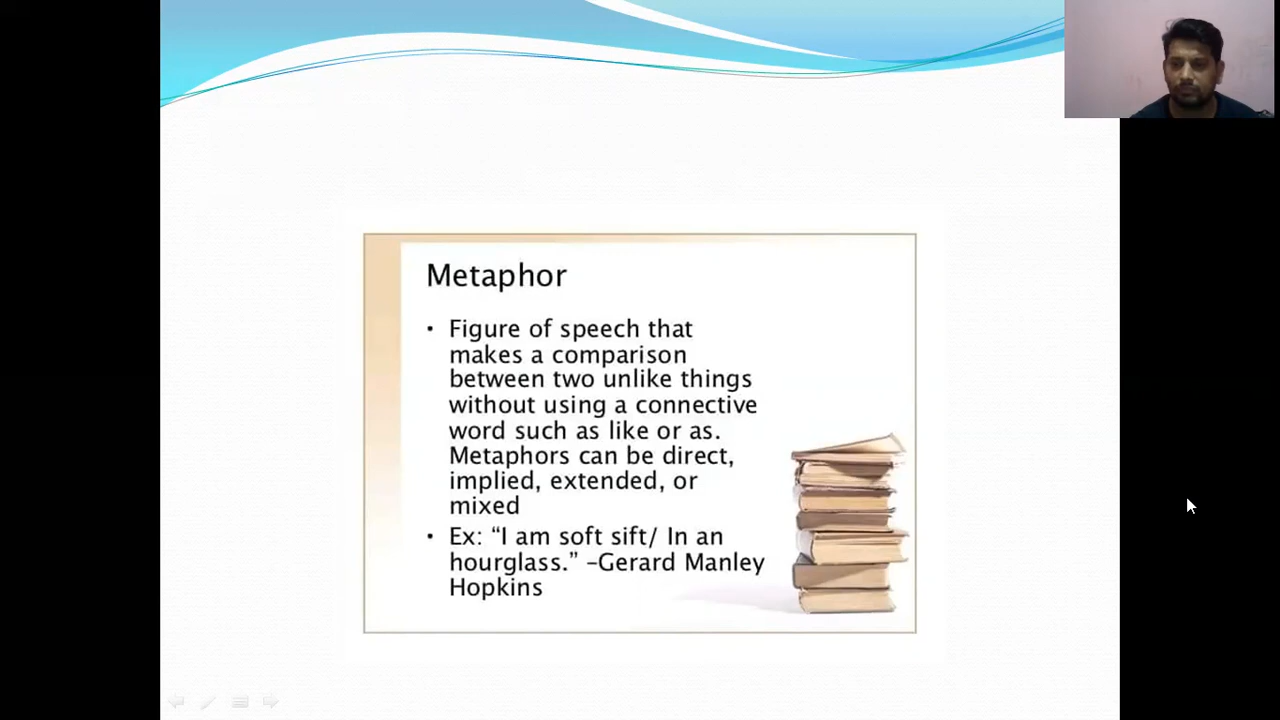 Metaphor
• Figure of speech that
makes a comparison
between two unlike things
without using a connective
word such as like or as.
Metaphors can be direct,
implied, extended, or
mixed
• Ex: “I am soft sift/ In an
hourglass.” –Gerard Manley
Hopkins